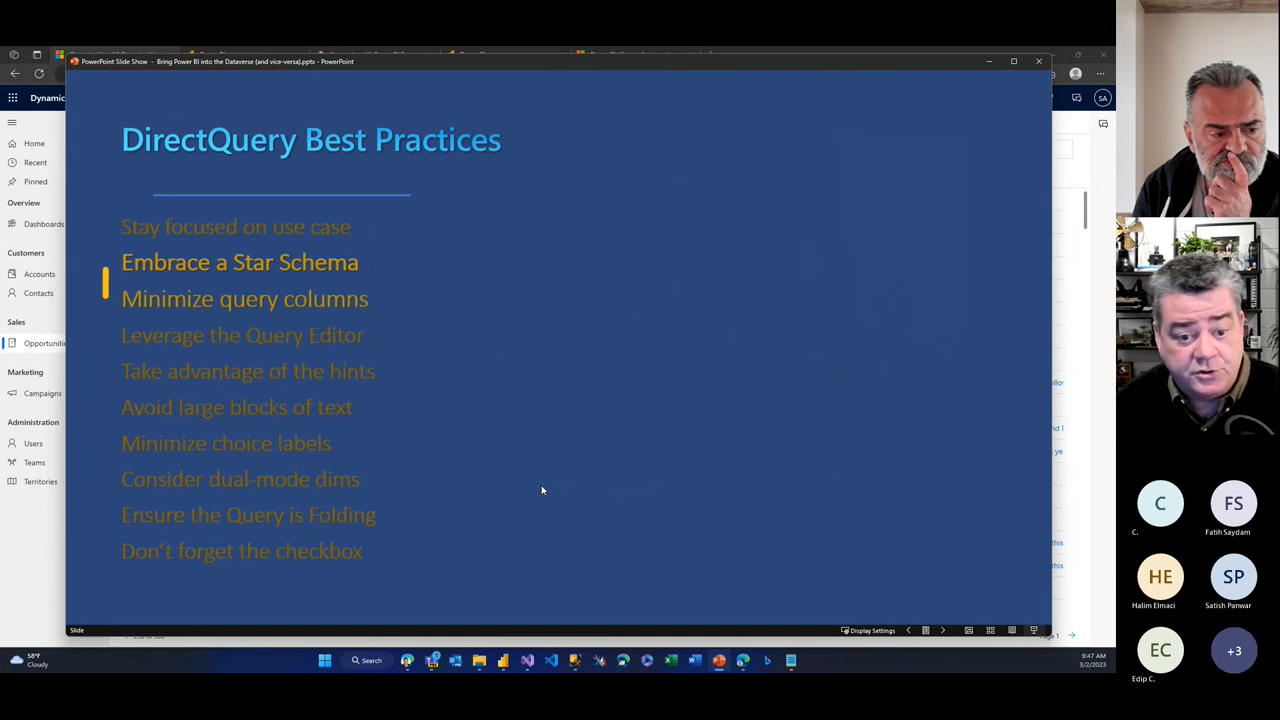 PowerPoint Slide Show - Bring Power BI into the Dataverse (and vice-versa).pptx - PowerPoint
Dynamic
SA
Home
Recent
Pinned
Overview
Dashboards
Customers
Accounts
Contacts
Sales
Opportunitie
Marketing
Campaigns
Administration
Users
Teams
Territories
DirectQuery Best Practices
Stay focused on use case
Embrace a Star Schema
Minimize query columns
Leverage the Query Editor
Take advantage of the hints
Avoid large blocks of text
Minimize choice labels
Consider dual-mode dims
Ensure the Query is Folding
Don't forget the checkbox
Slide
Display Settings
Page 1
58°F
Cloudy
Search
9:47 AM
3/2/2023
C
C.
FS
Fatih Saydam
HE
Halim Elmaci
SP
Satish Panwar
EC
Edip C.
+3